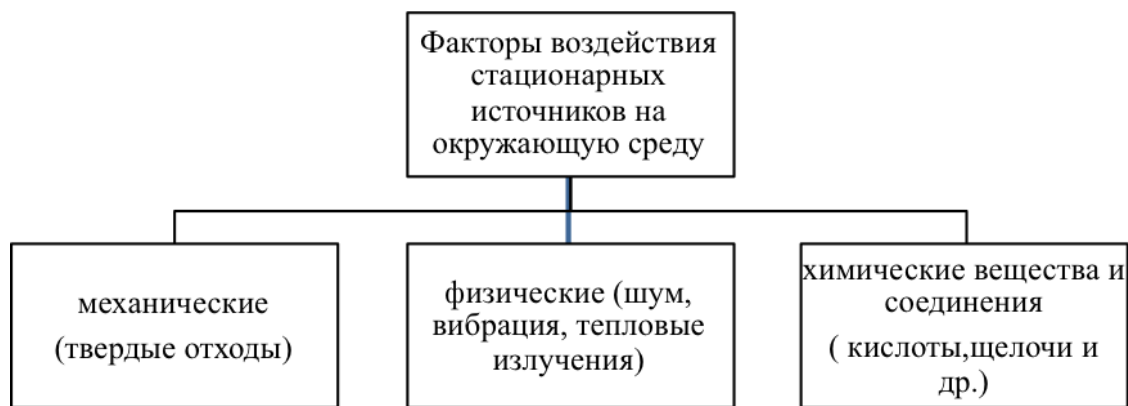 Факторы воздействия
стационарных
источников на
окружающую среду
механические
(твердые отходы)
физические (шум,
вибрация, тепловые
излучения)
химические вещества и
соединения
( кислоты,щелочи и
др.)